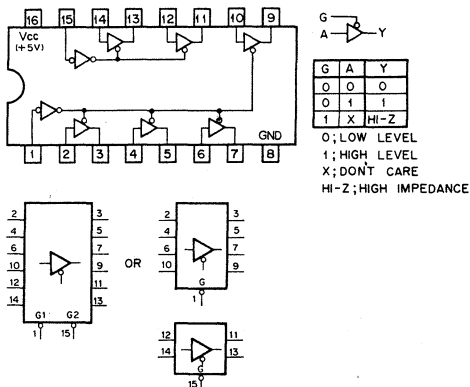 16 15 14 13 12 11 10 9
Vcc
(+5V)
GND
1 2 3 4 5 6 7 8
G
A Y
G A Y
0 0 0
0 1 1
1 X HI-Z
0; LOW LEVEL
1; HIGH LEVEL
X; DON'T CARE
HI-Z; HIGH IMPEDANCE
2 3
4 5
6 7
10 9
12 11
14 13
G1 G2
1 15
OR
2 3
4 5
6 7
10 9
G
1
12 11
14 13
G
15